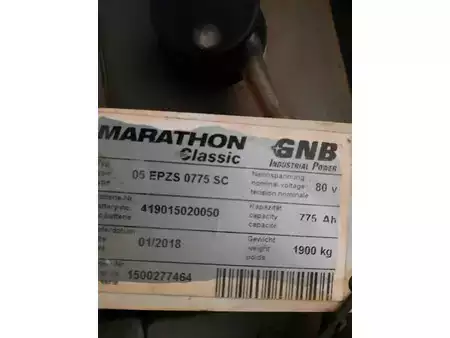 MARATHON
Classic
GNB
INDUSTRIAL POWER
05 EPZS 0775 SC
Nennspannung
nominal voltage
tension nominale
80 v
419015020050
Kapazität
capacity
capacité
775 Ah
01/2018
Gewicht
weight
poids
1900 kg
1500277464